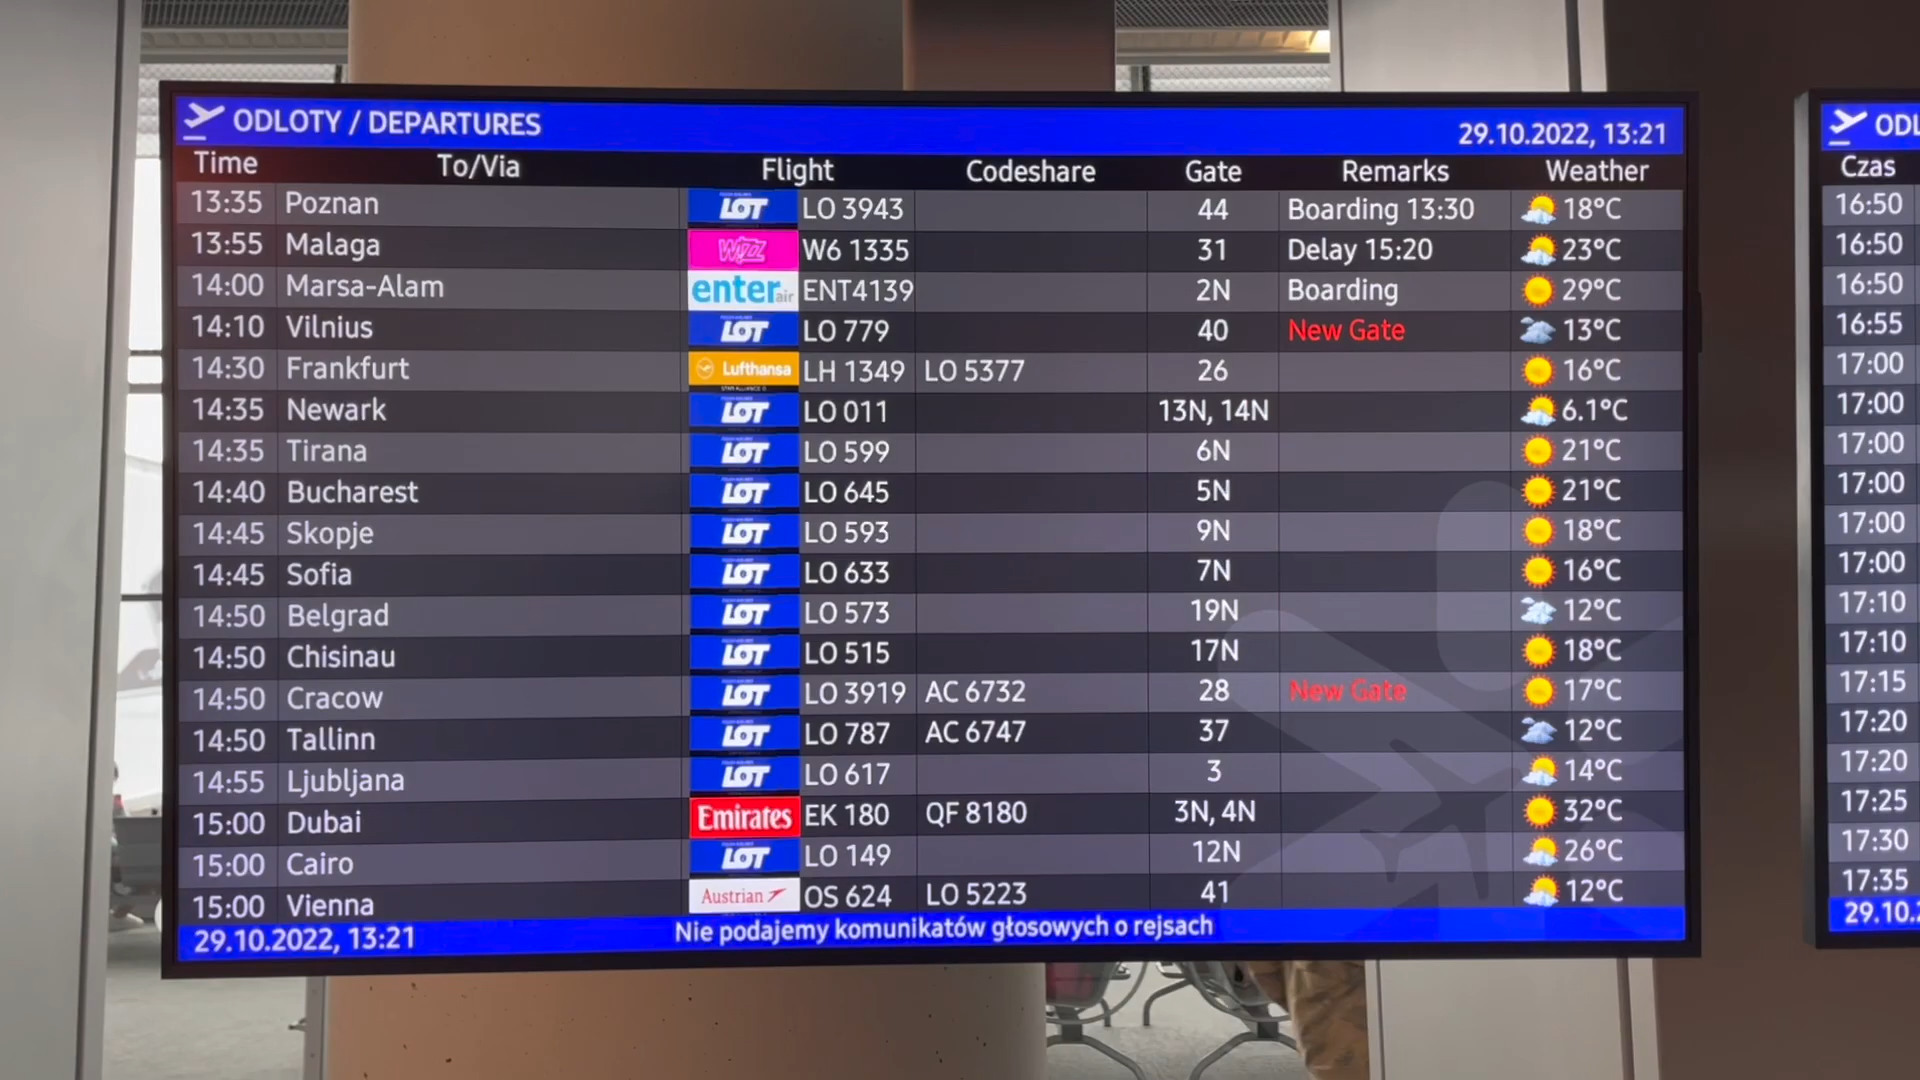 ODLOTY / DEPARTURES
29.10.2022, 13:21
Time To/Via Flight Codeshare Gate Remarks Weather
13:35 Poznan LOT LO 3943 44 Boarding 13:30 18°C
13:55 Malaga Wizz W6 1335 31 Delay 15:20 23°C
14:00 Marsa-Alam enter air ENT4139 2N Boarding 29°C
14:10 Vilnius LOT LO 779 40 New Gate 13°C
14:30 Frankfurt Lufthansa LH 1349 LO 5377 26 16°C
14:35 Newark LOT LO 011 13N, 14N 6.1°C
14:35 Tirana LOT LO 599 6N 21°C
14:40 Bucharest LOT LO 645 5N 21°C
14:45 Skopje LOT LO 593 9N 18°C
14:45 Sofia LOT LO 633 7N 16°C
14:50 Belgrad LOT LO 573 19N 12°C
14:50 Chisinau LOT LO 515 17N 18°C
14:50 Cracow LOT LO 3919 AC 6732 28 New Gate 17°C
14:50 Tallinn LOT LO 787 AC 6747 37 12°C
14:55 Ljubljana LOT LO 617 3 14°C
15:00 Dubai Emirates EK 180 QF 8180 3N, 4N 32°C
15:00 Cairo LOT LO 149 12N 26°C
15:00 Vienna Austrian OS 624 LO 5223 41 12°C
29.10.2022, 13:21 Nie podajemy komunikatów głosowych o rejsach
ODL
Czas
16:50
16:50
16:50
16:55
17:00
17:00
17:00
17:00
17:00
17:00
17:10
17:10
17:15
17:20
17:20
17:25
17:30
17:35
29.10.2